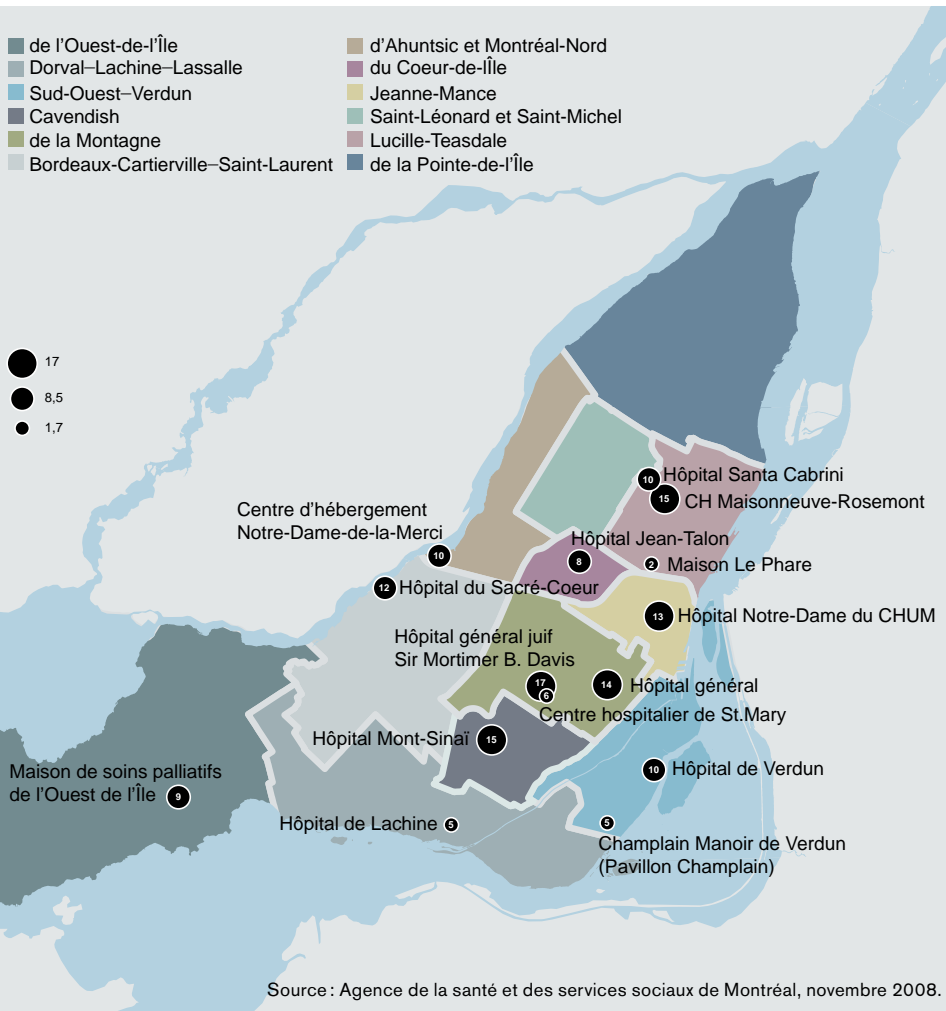 de l'Ouest-de-l'Île
Dorval–Lachine–Lassalle
Sud-Ouest–Verdun
Cavendish
de la Montagne
Bordeaux-Cartierville–Saint-Laurent
d'Ahuntsic et Montréal-Nord
du Coeur-de-lÎle
Jeanne-Mance
Saint-Léonard et Saint-Michel
Lucille-Teasdale
de la Pointe-de-l'Île
17
8,5
1,7
10 Hôpital Santa Cabrini
15 CH Maisonneuve-Rosemont
Centre d'hébergement
Notre-Dame-de-la-Merci
10
Hôpital Jean-Talon
8
2 Maison Le Phare
12 Hôpital du Sacré-Coeur
13 Hôpital Notre-Dame du CHUM
Hôpital général juif
Sir Mortimer B. Davis
17
6
14 Hôpital général
Centre hospitalier de St.Mary
Hôpital Mont-Sinaï 15
10 Hôpital de Verdun
Maison de soins palliatifs
de l'Ouest de l'Île 9
Hôpital de Lachine 5
5
Champlain Manoir de Verdun
(Pavillon Champlain)
Source : Agence de la santé et des services sociaux de Montréal, novembre 2008.